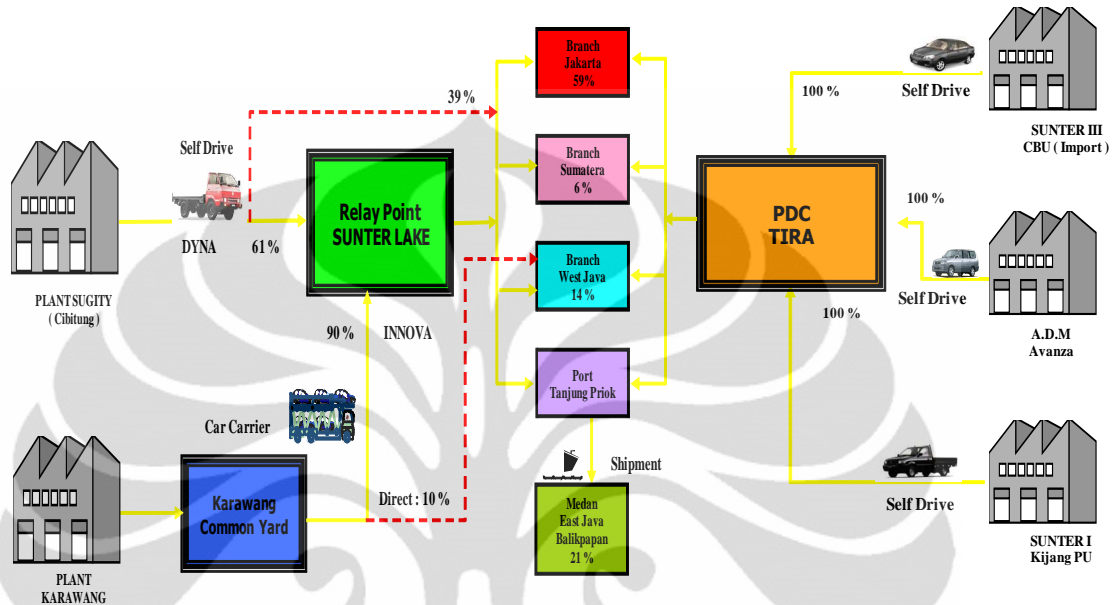 Branch
Jakarta
59%
39 %
100 %
Self Drive
SUNTER III
CBU ( Import )
Self Drive
DYNA
61 %
Relay Point
SUNTER LAKE
Branch
Sumatera
6 %
PDC
TIRA
100 %
Self Drive
A.D.M
Avanza
Branch
West Java
14 %
PLANT SUGITY
( Cibitung )
90 %
INNOVA
100 %
Port
Tanjung Priok
Car Carrier
Shipment
Karawang
Common Yard
Direct : 10 %
Medan
East Java
Balikpapan
21 %
Self Drive
SUNTER I
Kijang PU
PLANT
KARAWANG